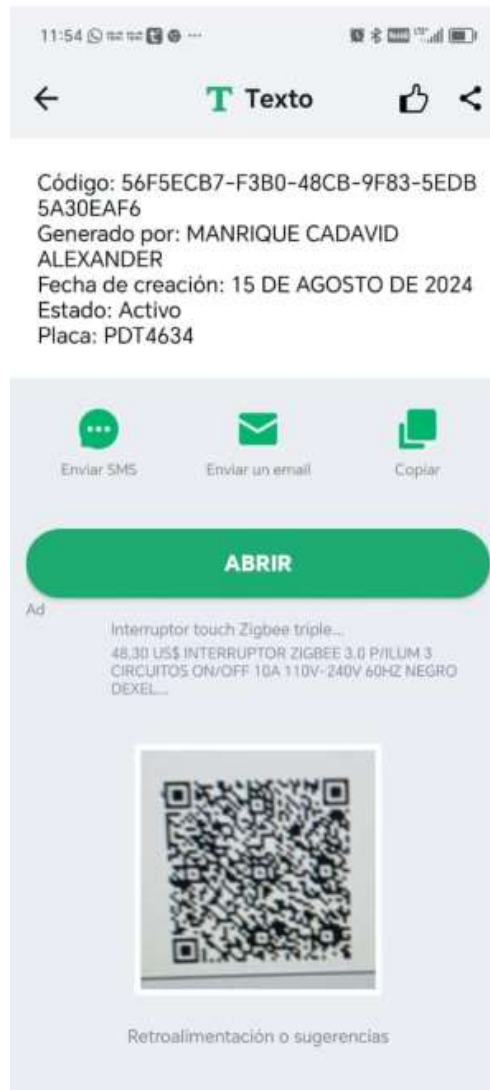 11:54
Texto
Código: 56F5ECB7-F3B0-48CB-9F83-5EDB
5A30EAF6
Generado por: MANRIQUE CADAVID
ALEXANDER
Fecha de creación: 15 DE AGOSTO DE 2024
Estado: Activo
Placa: PDT4634
Enviar SMS
Enviar un email
Copiar
ABRIR
Ad
Interruptor touch Zigbee triple...
48,30 US$ INTERRUPTOR ZIGBEE 3.0 P/ILUM 3
CIRCUITOS ON/OFF 10A 110V-240V 60HZ NEGRO
DEXEL...
Retroalimentación o sugerencias